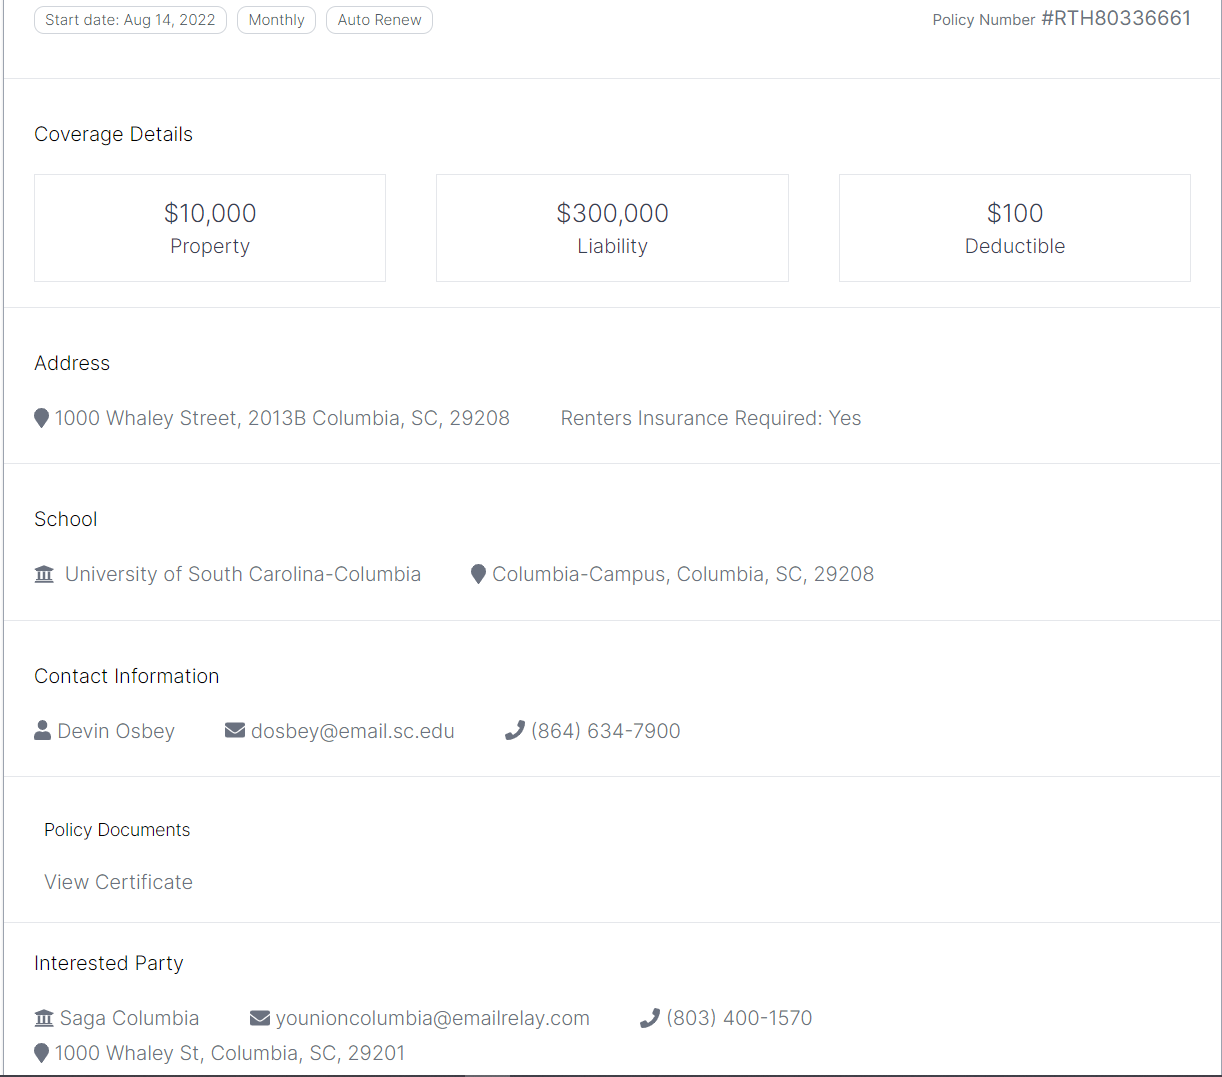 Start date: Aug 14, 2022 Monthly Auto Renew Policy Number #RTH80336661
Coverage Details
$10,000 $300,000 $100
Property Liability Deductible
Address
1000 Whaley Street, 2013B Columbia, SC, 29208 Renters Insurance Required: Yes
School
University of South Carolina-Columbia Columbia-Campus, Columbia, SC, 29208
Contact Information
Devin Osbey dosbey@email.sc.edu (864) 634-7900
Policy Documents
View Certificate
Interested Party
Saga Columbia younioncolumbia@emailrelay.com (803) 400-1570
1000 Whaley St, Columbia, SC, 29201